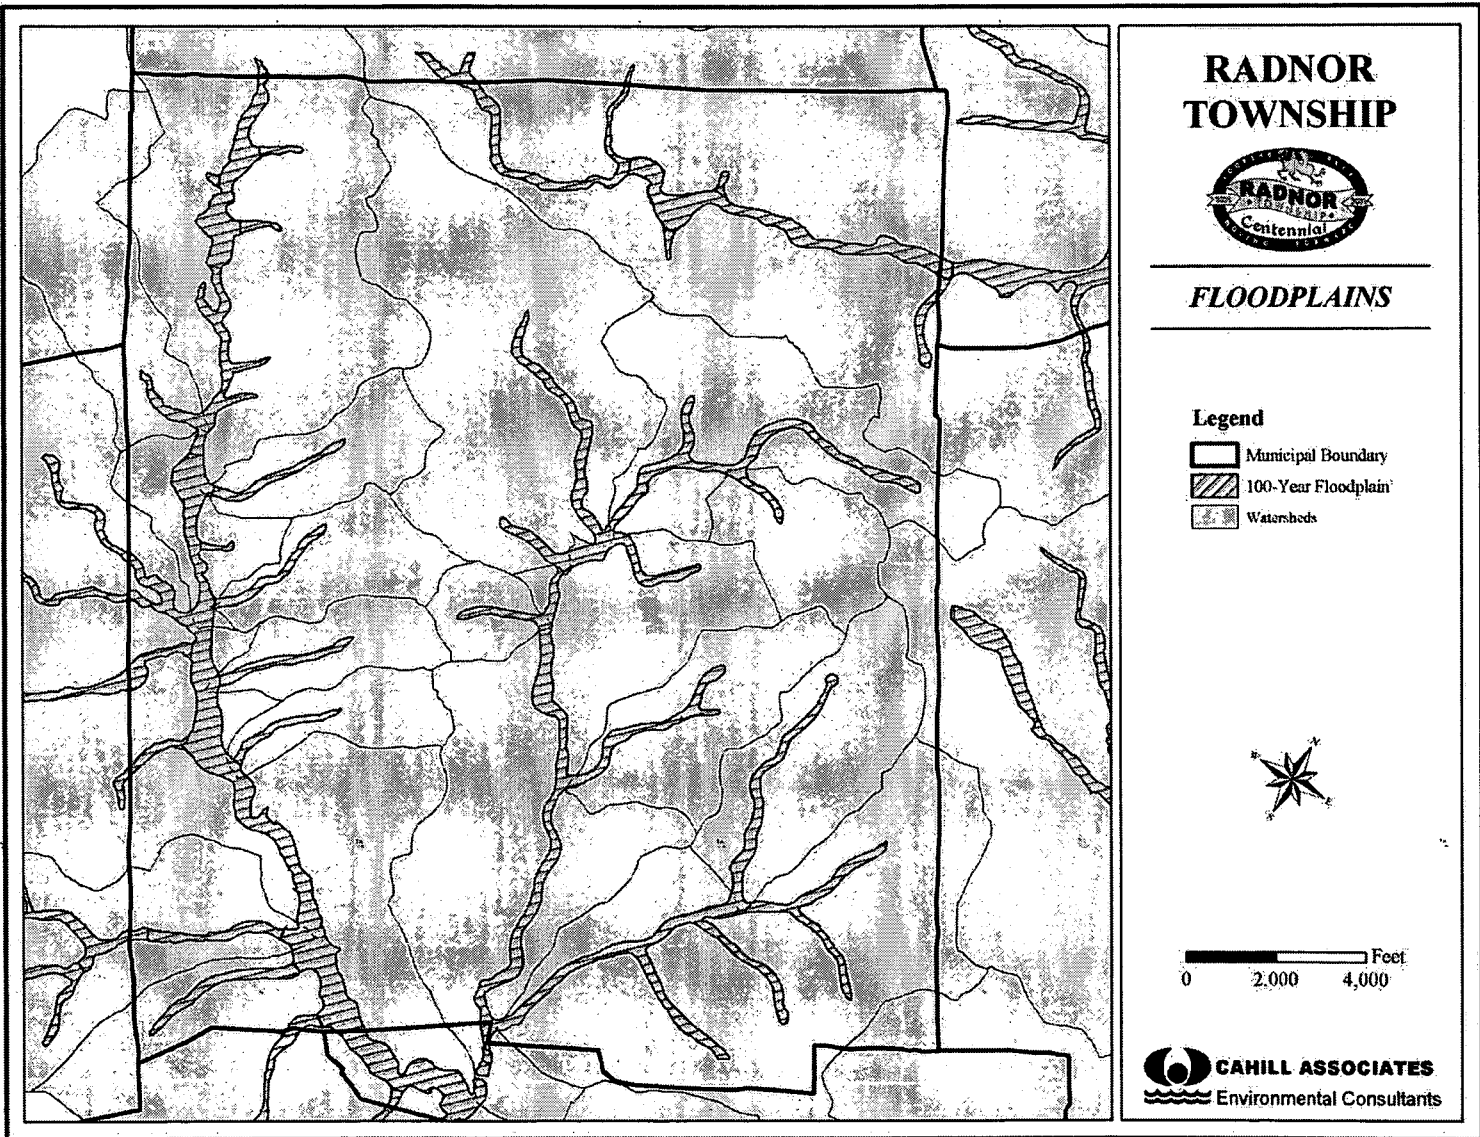 RADNOR
TOWNSHIP
RADNOR
TOWNSHIP
Centennial
FLOODPLAINS
Legend
Municipal Boundary
100-Year Floodplain
Watersheds
N
Feet
0 2,000 4,000
CAHILL ASSOCIATES
Environmental Consultants